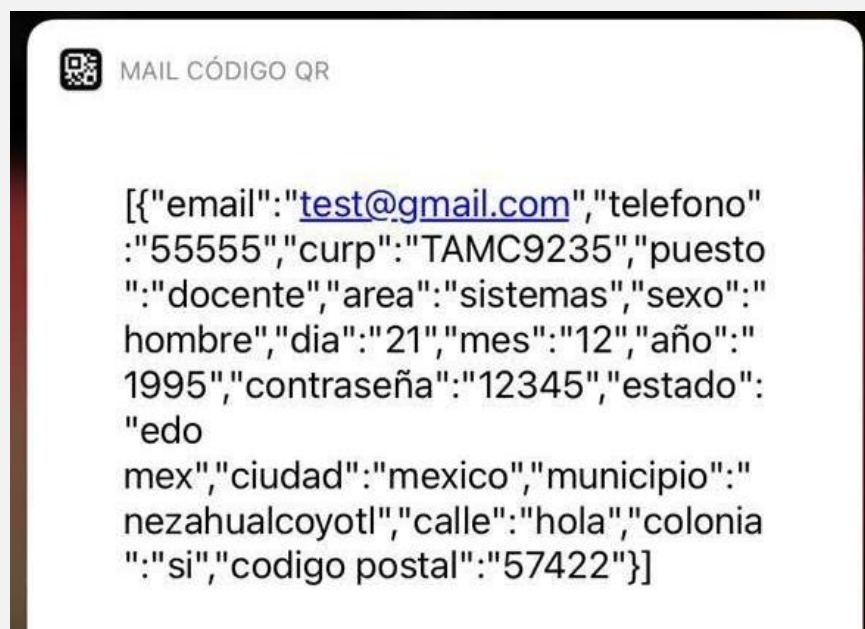 MAIL CÓDIGO QR
[{"email":"test@gmail.com","telefono"
:"55555","curp":"TAMC9235","puesto
":"docente","area":"sistemas","sexo":"
hombre","dia":"21","mes":"12","año":"
1995","contraseña":"12345","estado":
"edo
mex","ciudad":"mexico","municipio":"
nezahualcoyotl","calle":"hola","colonia
":"si","codigo postal":"57422"}]